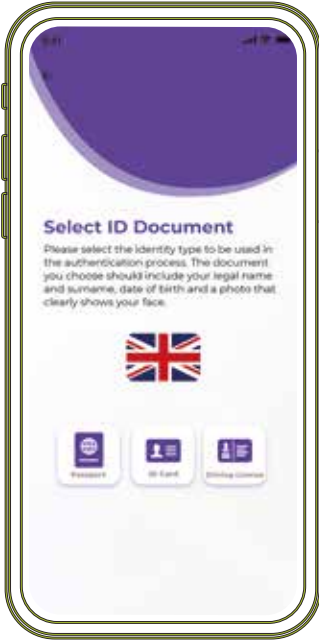 Select ID Document
Please select the identity type to be used in
the authentication process. The document
you choose should include your legal name
and surname, date of birth and a photo that
clearly shows your face.
Passport
ID Card
Driving License